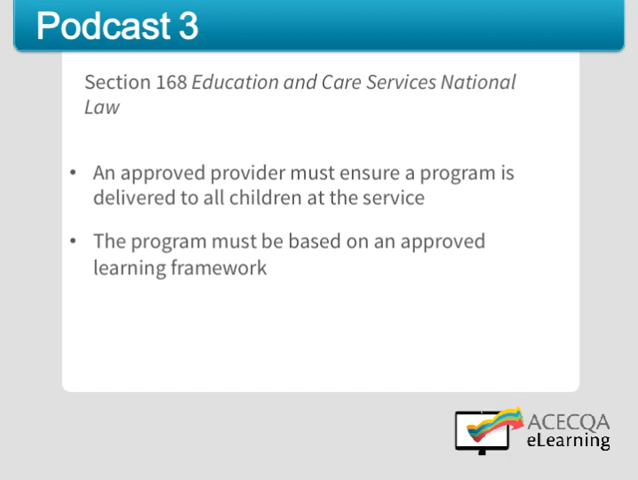 Podcast 3
Section 168 Education and Care Services National
Law
• An approved provider must ensure a program is
delivered to all children at the service
• The program must be based on an approved
learning framework
ACECQA
eLearning